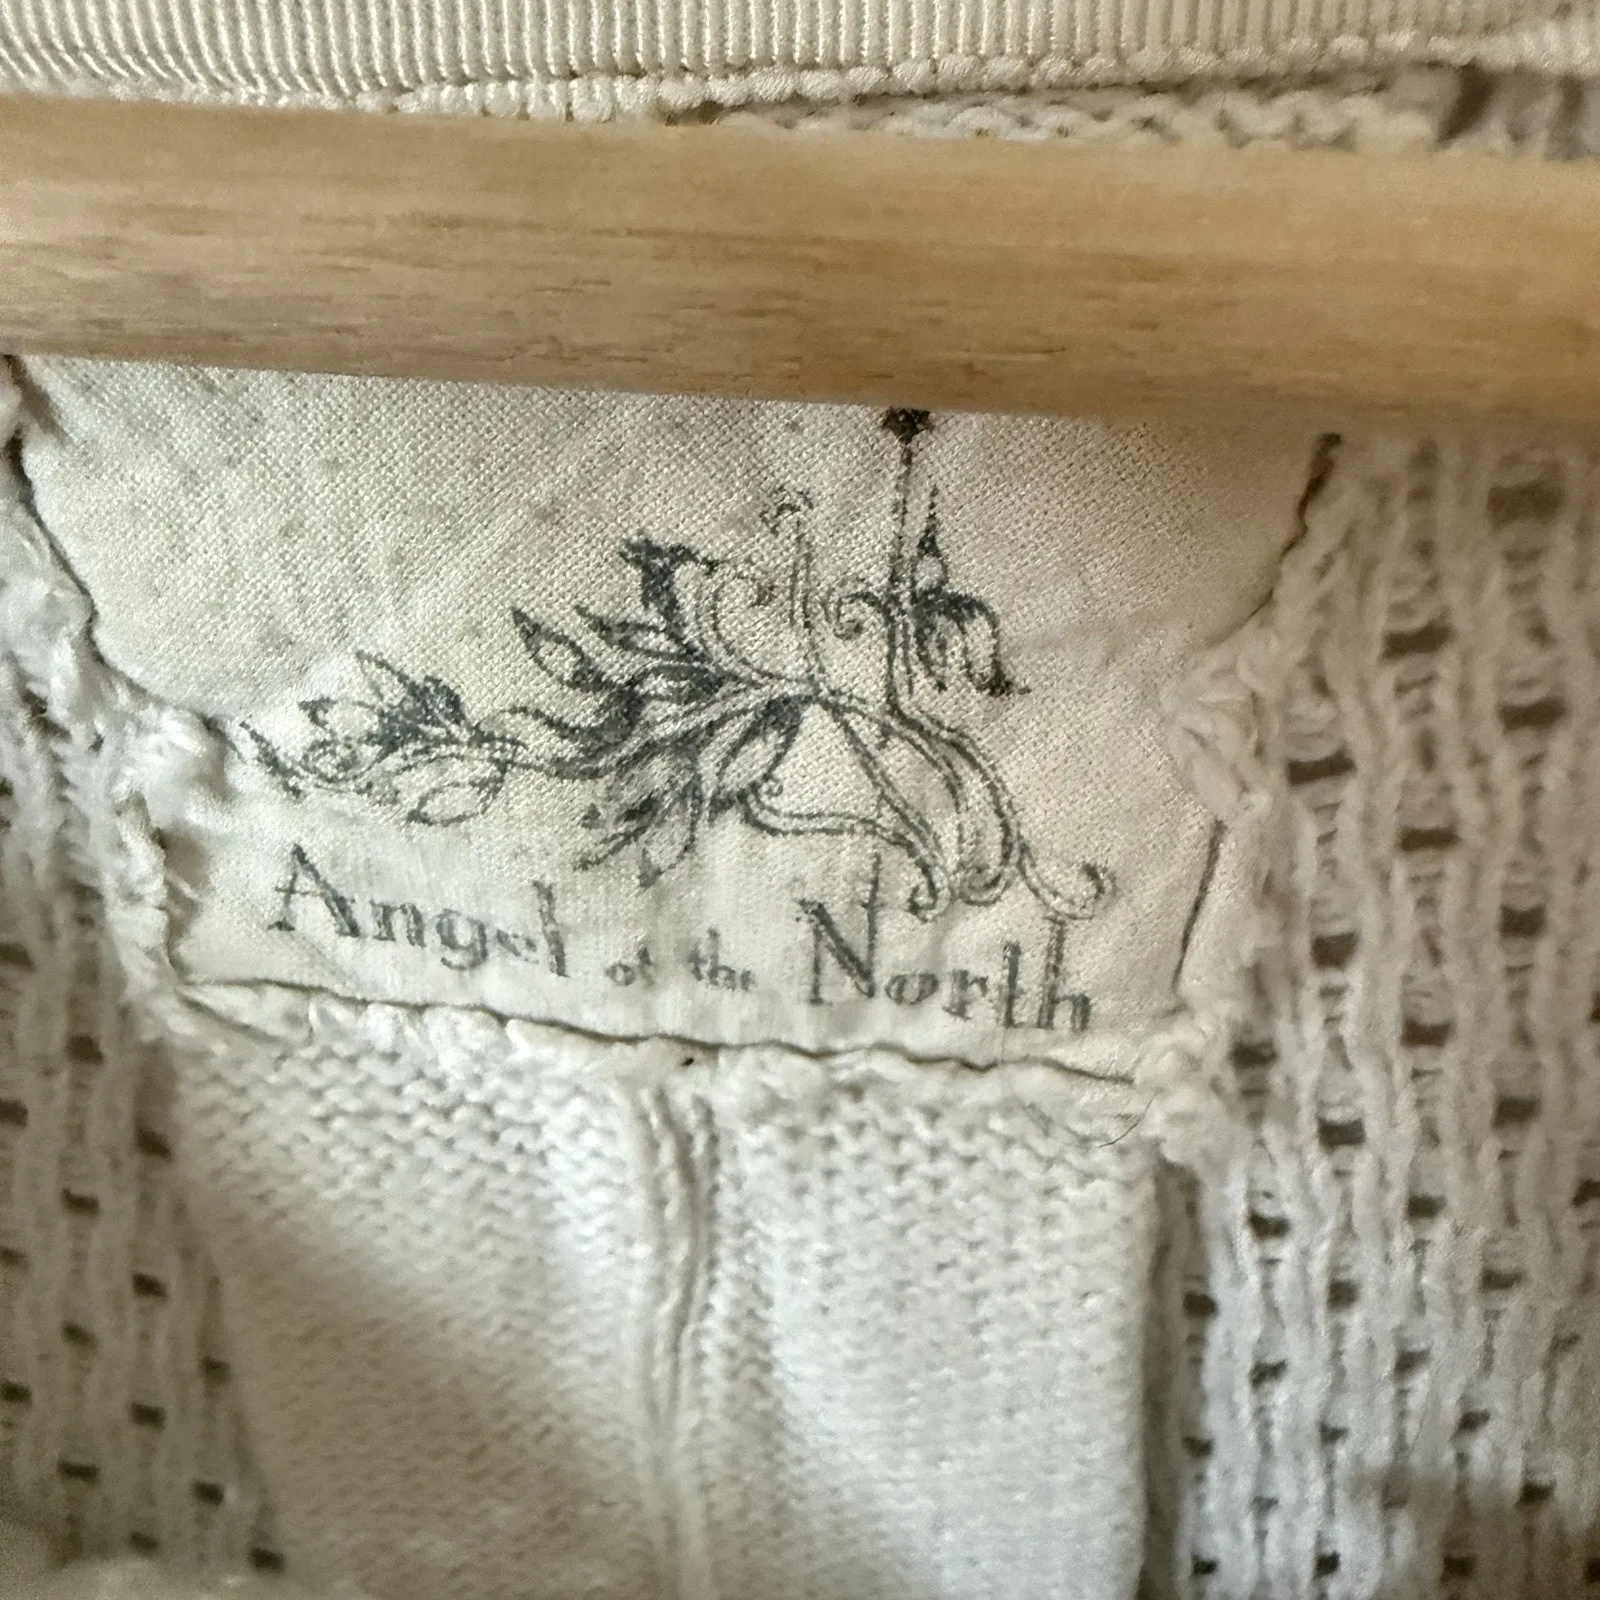 Angel of the North